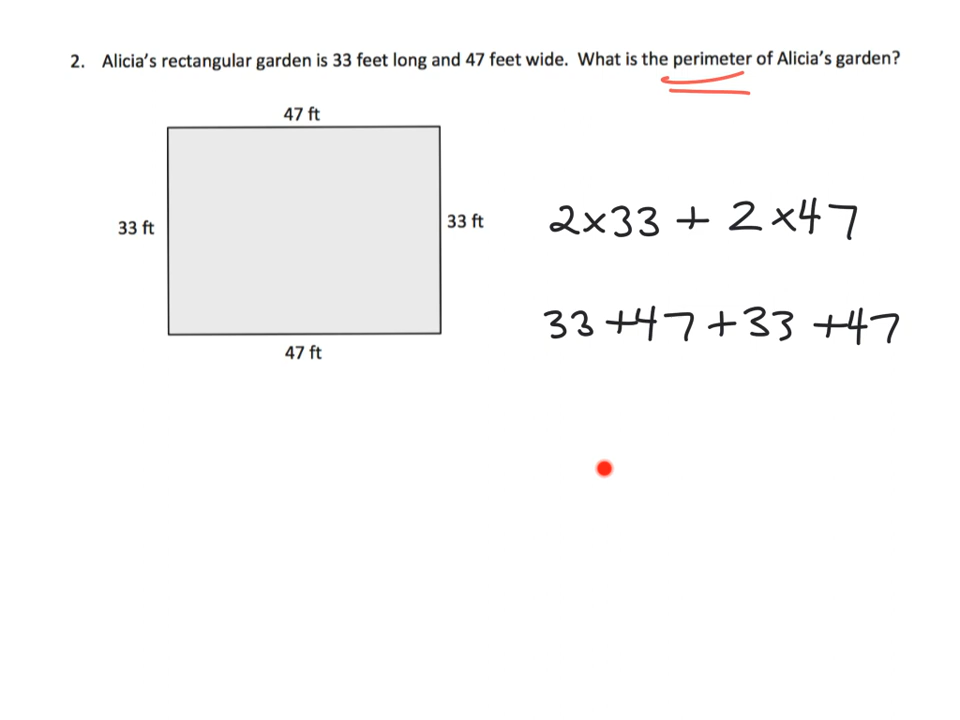 2. Alicia's rectangular garden is 33 feet long and 47 feet wide. What is the perimeter of Alicia's garden?
47 ft
33 ft
33 ft
2x33 + 2x47
33+47+33+47
47 ft